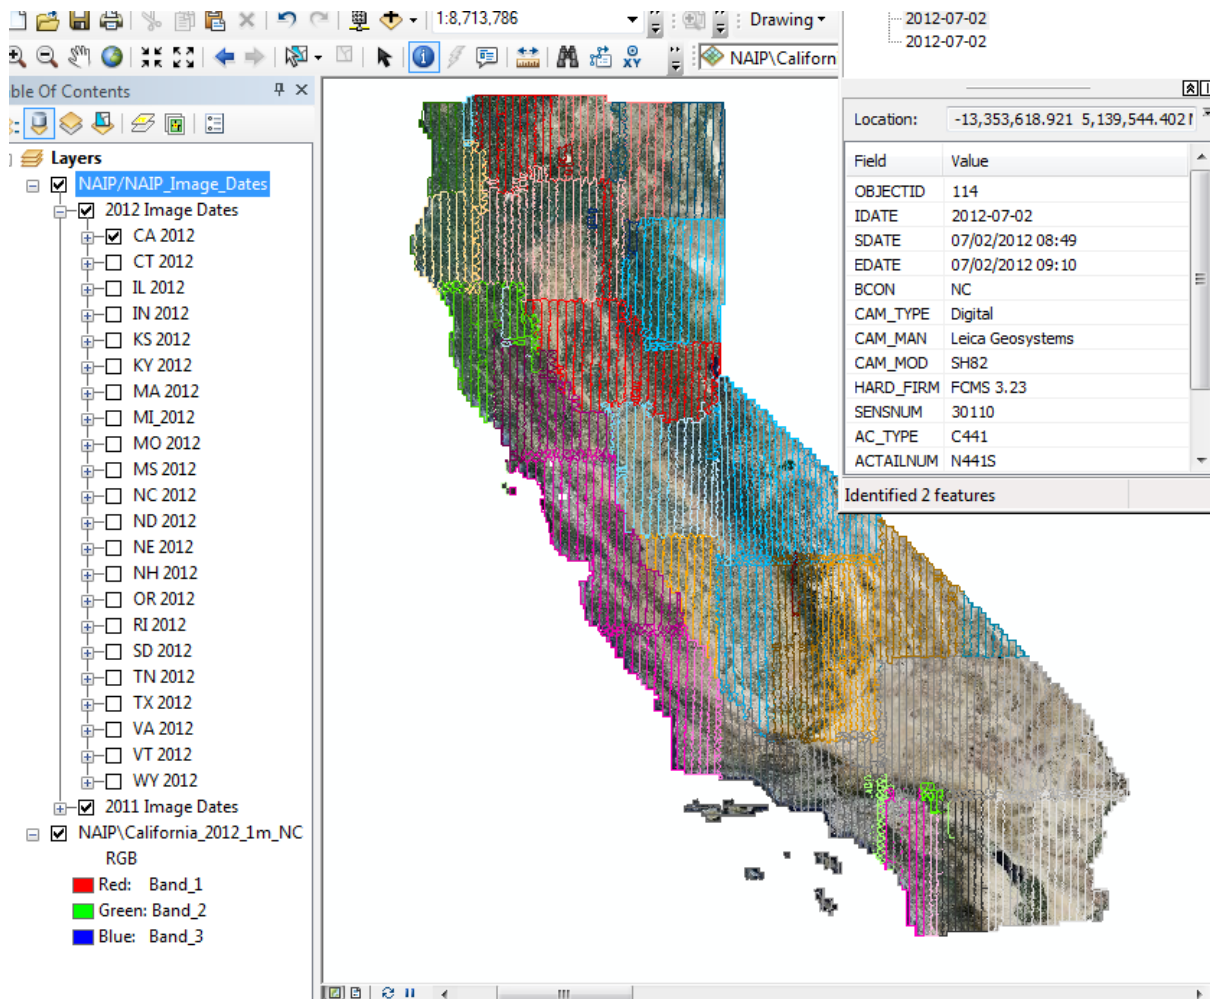 1:8,713,786
Drawing
2012-07-02
2012-07-02
XY
NAIP\Californ
ble Of Contents
Location: -13,353,618.921 5,139,544.402
Field Value
OBJECTID 114
IDATE 2012-07-02
SDATE 07/02/2012 08:49
EDATE 07/02/2012 09:10
BCON NC
CAM_TYPE Digital
CAM_MAN Leica Geosystems
CAM_MOD SH82
HARD_FIRM FCMS 3.23
SENSNUM 30110
AC_TYPE C441
ACTAILNUM N441S
Identified 2 features
Layers
NAIP/NAIP_Image_Dates
2012 Image Dates
CA 2012
CT 2012
IL 2012
IN 2012
KS 2012
KY 2012
MA 2012
MI_2012
MO 2012
MS 2012
NC 2012
ND 2012
NE 2012
NH 2012
OR 2012
RI 2012
SD 2012
TN 2012
TX 2012
VA 2012
VT 2012
WY 2012
2011 Image Dates
NAIP\California_2012_1m_NC
RGB
Red: Band_1
Green: Band_2
Blue: Band_3